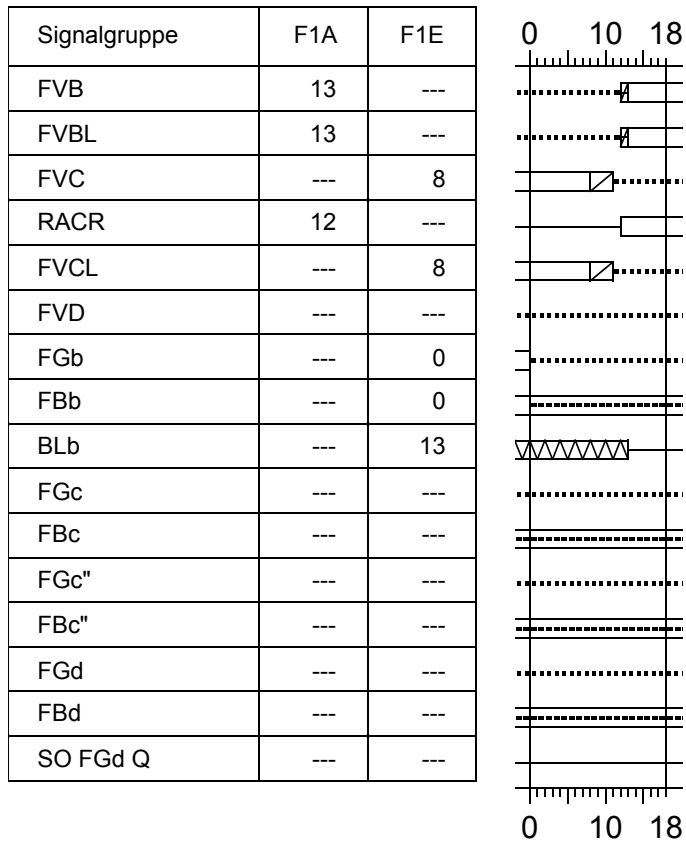 Signalgruppe F1A F1E 0 10 18
FVB 13 ---
FVBL 13 ---
FVC --- 8
RACR 12 ---
FVCL --- 8
FVD --- ---
FGb --- 0
FBb --- 0
BLb --- 13
FGc --- ---
FBc --- ---
FGc" --- ---
FBc" --- ---
FGd --- ---
FBd --- ---
SO FGd Q --- ---
0 10 18